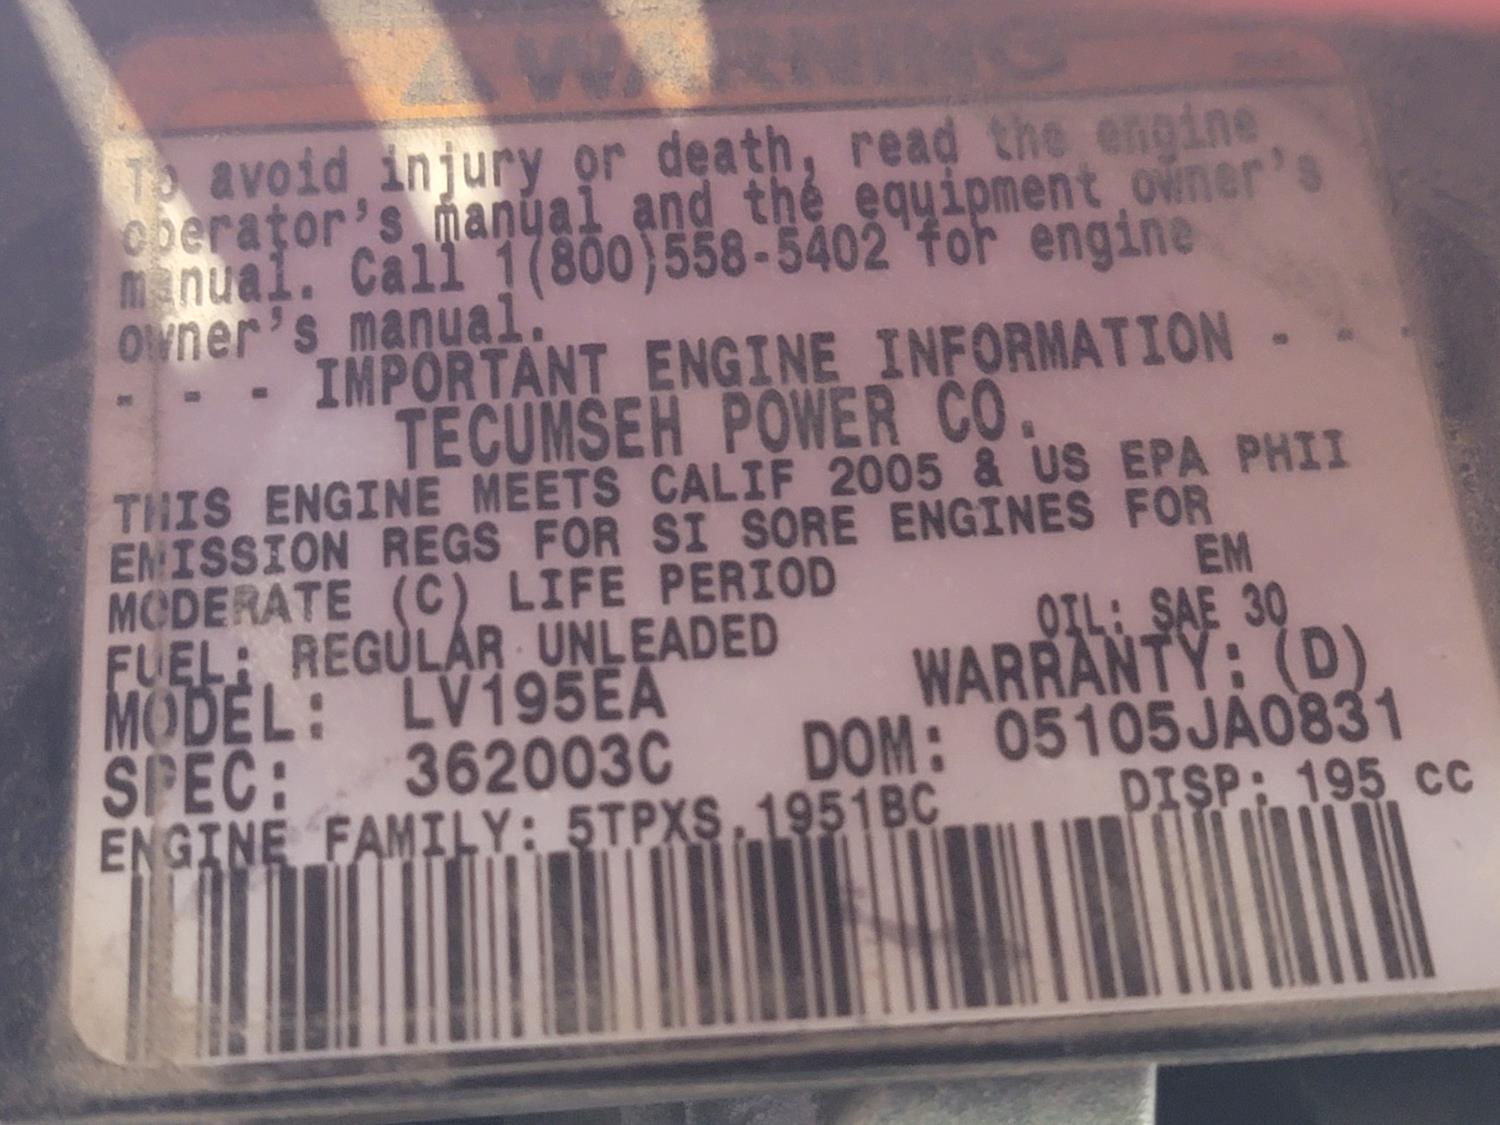 WARNING
To avoid injury or death, read the engine
operator's manual and the equipment owner's
manual. Call 1(800)558-5402 for engine
owner's manual.
- - - IMPORTANT ENGINE INFORMATION - - -
TECUMSEH POWER CO.
THIS ENGINE MEETS CALIF 2005 & US EPA PHII
EMISSION REGS FOR SI SORE ENGINES FOR
MODERATE (C) LIFE PERIOD EM
FUEL: REGULAR UNLEADED OIL: SAE 30
MODEL: LV195EA WARRANTY: (D)
SPEC: 362003C DOM: 05105JA0831
ENGINE FAMILY: 5TPXS.1951BC DISP: 195 cc